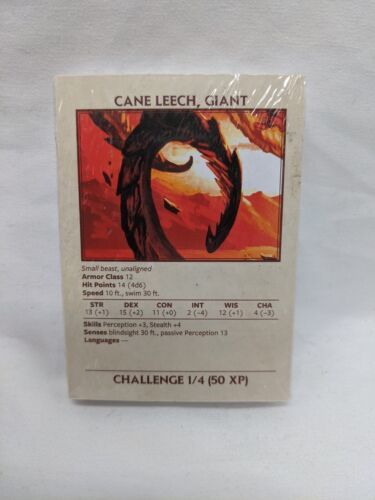 CANE LEECH, GIANT
Small beast, unaligned
Armor Class 12
Hit Points 14 (4d6)
Speed 10 ft., swim 30 ft.
STR DEX CON INT WIS CHA
13 (+1) 15 (+2) 11 (+0) 2 (-4) 12 (+1) 4 (-3)
Skills Perception +3, Stealth +4
Senses blindsight 30 ft., passive Perception 13
Languages —
CHALLENGE 1/4 (50 XP)